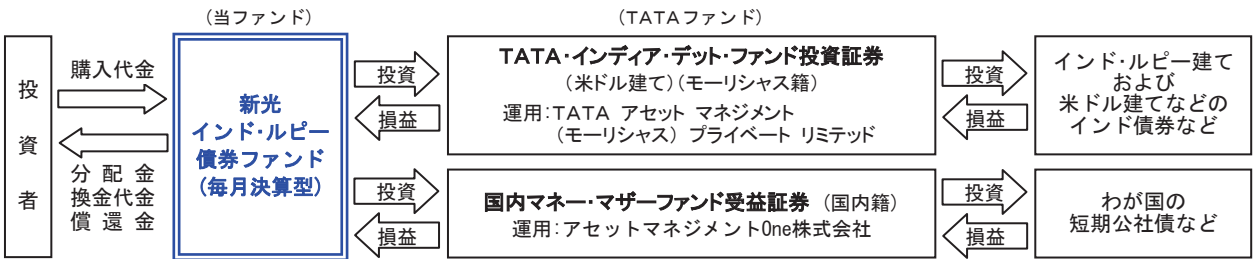 (当ファンド)
(TATAファンド)
投資者
購入代金
分配金
換金代金
償還金
新光
インド・ルピー
債券ファンド
(毎月決算型)
投資
損益
TATA・インディア・デット・ファンド投資証券
(米ドル建て)(モーリシャス籍)
運用:TATA アセット マネジメント
(モーリシャス) プライベート リミテッド
投資
損益
インド・ルピー建て
および
米ドル建てなどの
インド債券など
投資
損益
国内マネー・マザーファンド受益証券 (国内籍)
運用:アセットマネジメントOne株式会社
投資
損益
わが国の
短期公社債など